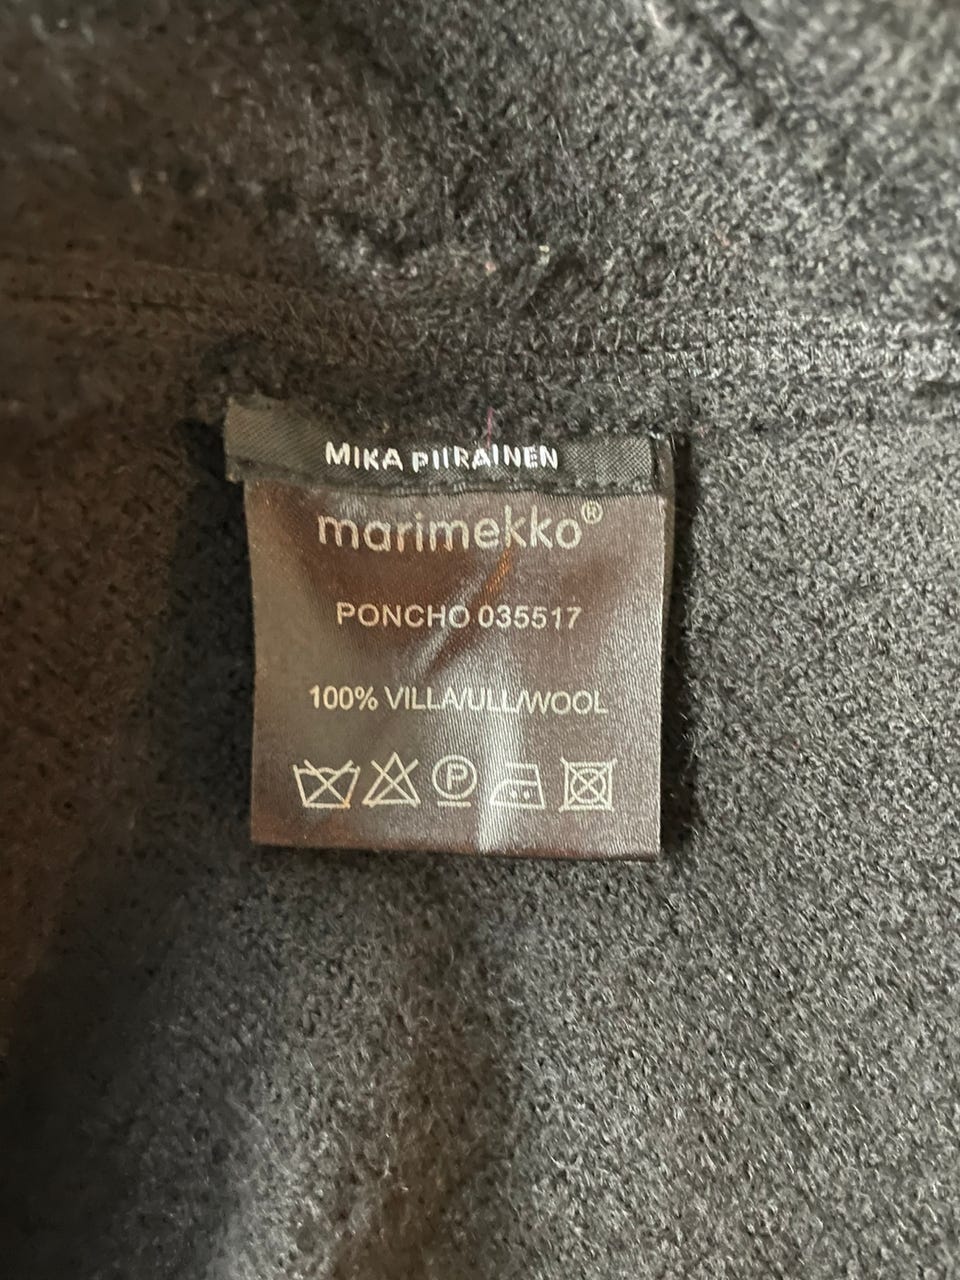 MIKA PIIRAINEN
marimekko®
PONCHO 035517
100% VILLA/ULL/WOOL
P